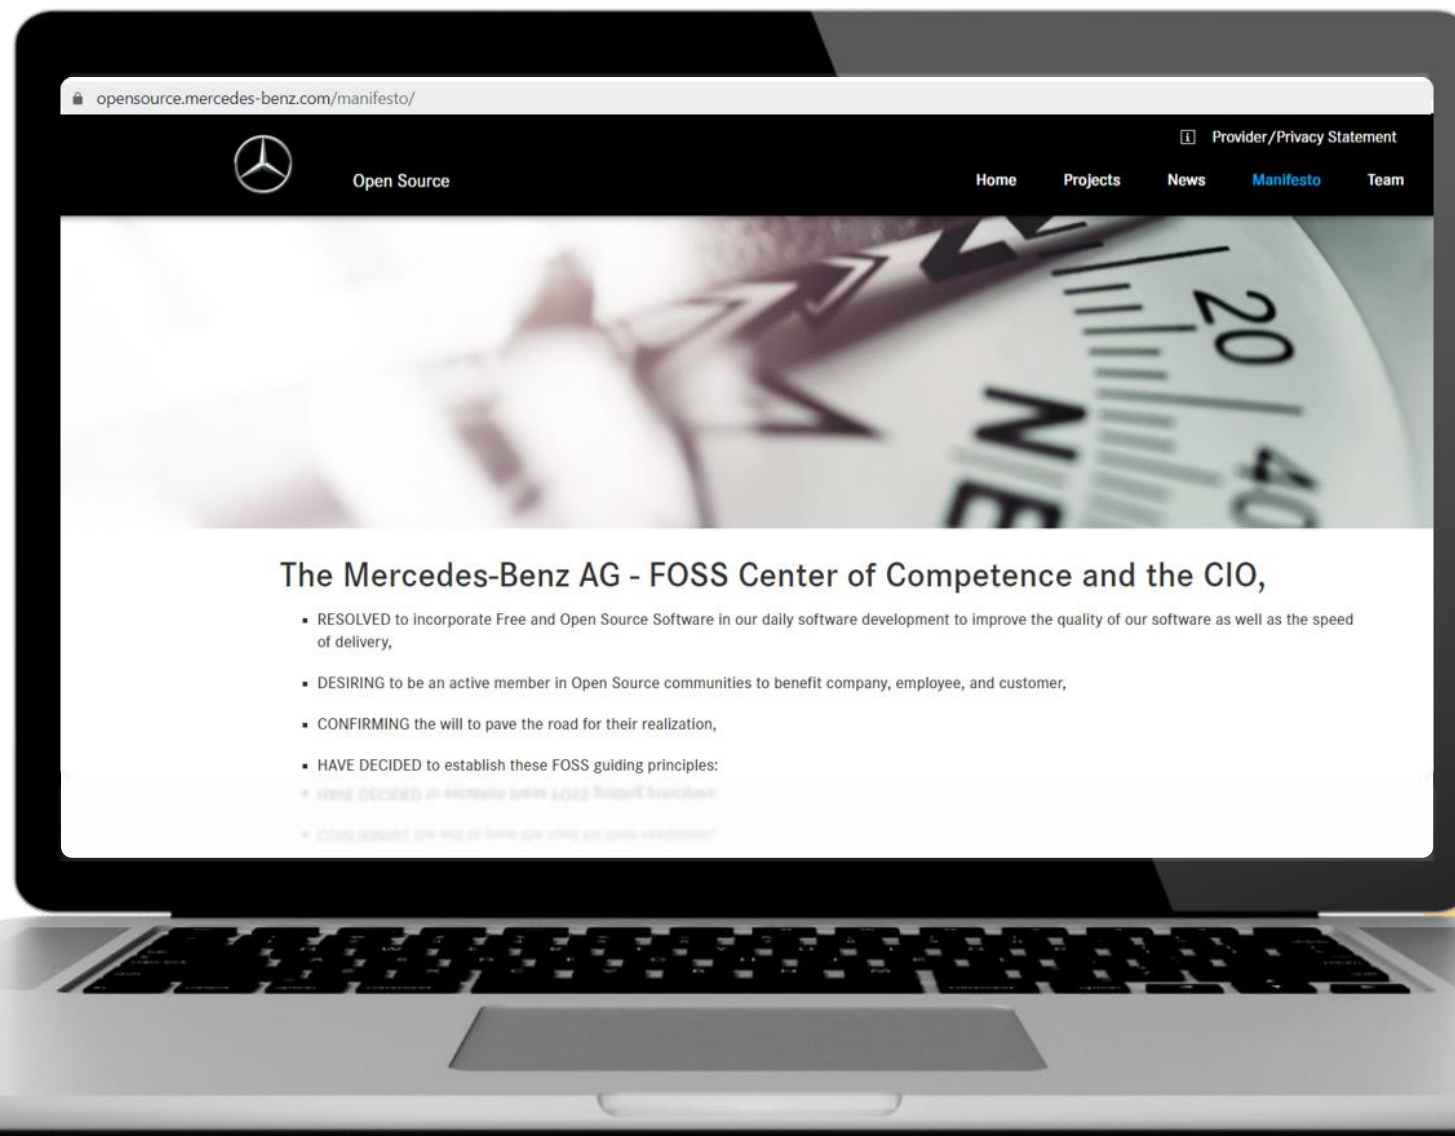 opensource.mercedes-benz.com/manifesto/
Provider/Privacy Statement
Open Source
Home Projects News Manifesto Team
20
40
N
E
The Mercedes-Benz AG - FOSS Center of Competence and the CIO,
▪ RESOLVED to incorporate Free and Open Source Software in our daily software development to improve the quality of our software as well as the speed
of delivery,
▪ DESIRING to be an active member in Open Source communities to benefit company, employee, and customer,
▪ CONFIRMING the will to pave the road for their realization,
▪ HAVE DECIDED to establish these FOSS guiding principles: